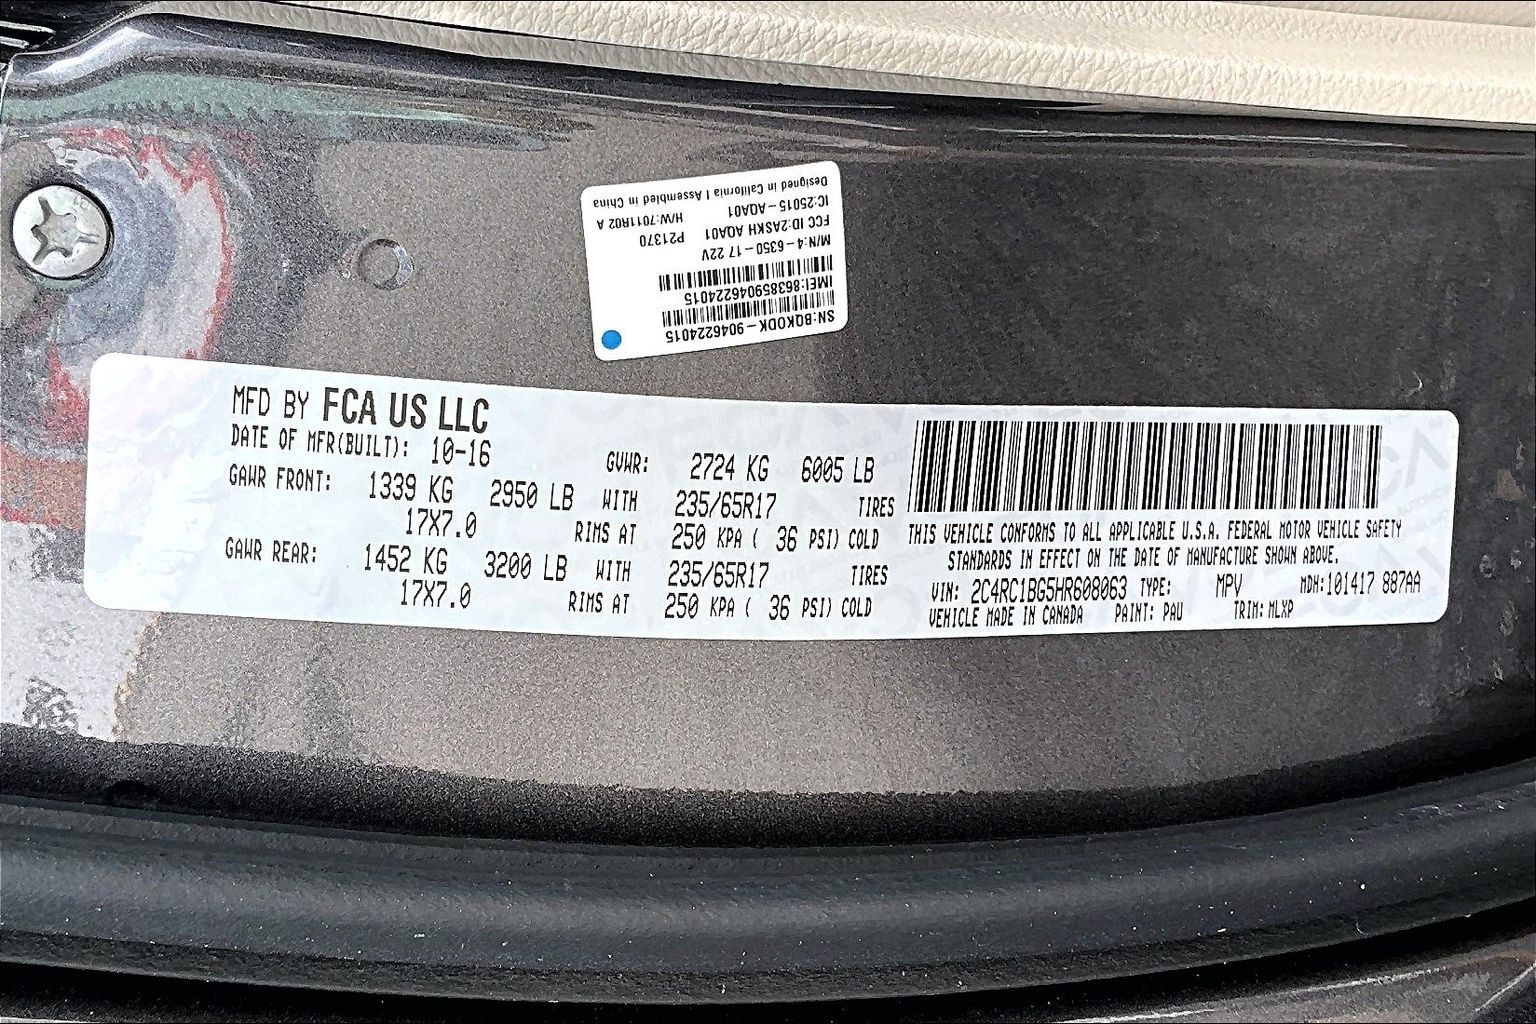 Designed in California | Assembled in China
IC:25015-AQA01 H/W:7011R02 A
FCC ID:2ASKH AQA01 P21370
M/N:4-6350-17 22V
IMEI:863859046224015
SN:BQKODK-9046224015
MFD BY FCA US LLC
DATE OF MFR(BUILT): 10-16
GVWR: 2724 KG 6005 LB
GAWR FRONT: 1339 KG 2950 LB WITH 235/65R17 TIRES
17X7.0 RIMS AT 250 KPA ( 36 PSI) COLD
GAWR REAR: 1452 KG 3200 LB WITH 235/65R17 TIRES
17X7.0 RIMS AT 250 KPA ( 36 PSI) COLD
THIS VEHICLE CONFORMS TO ALL APPLICABLE U.S.A. FEDERAL MOTOR VEHICLE SAFETY
STANDARDS IN EFFECT ON THE DATE OF MANUFACTURE SHOWN ABOVE.
VIN: 2C4RC1BG5HR608063 TYPE: MPV MDH:101417 887AA
VEHICLE MADE IN CANADA PAINT: PAU TRIM: MLXP